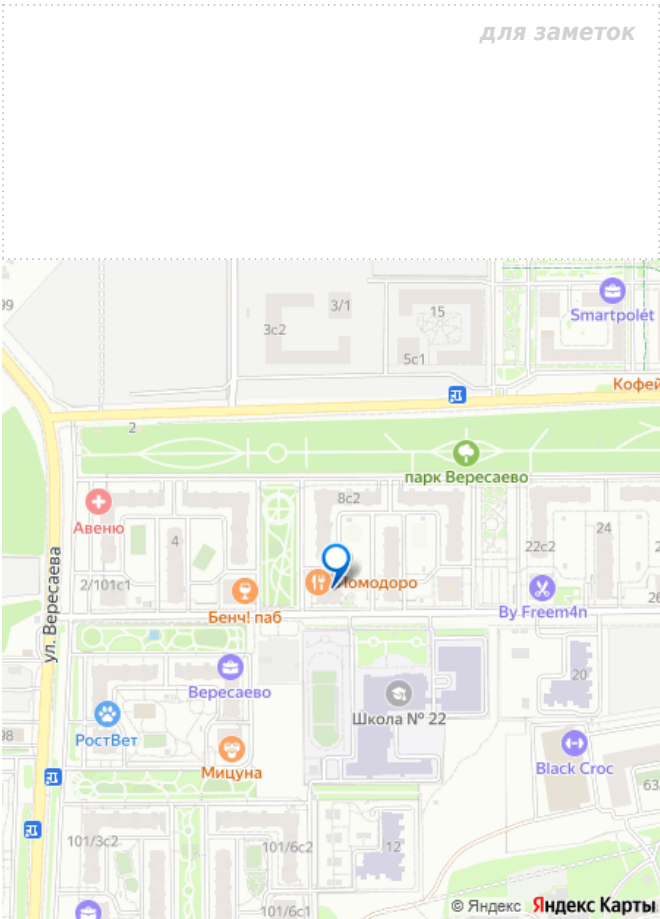 для заметок
99
3/1
3с2
15
5с1
Smartpolét
Кофей
2
парк Вересаево
8с2
Авеню
4
22с2
24
2
2/101с1
Помодоро
Бенч! паб
By Freem4n
26
ул. Вересаева
Вересаево
20
Школа № 22
РостВет
98
Мицуна
Black Croc
63
101/3с2
101/6с2
12
101/6с1
© Яндекс Яндекс Карты